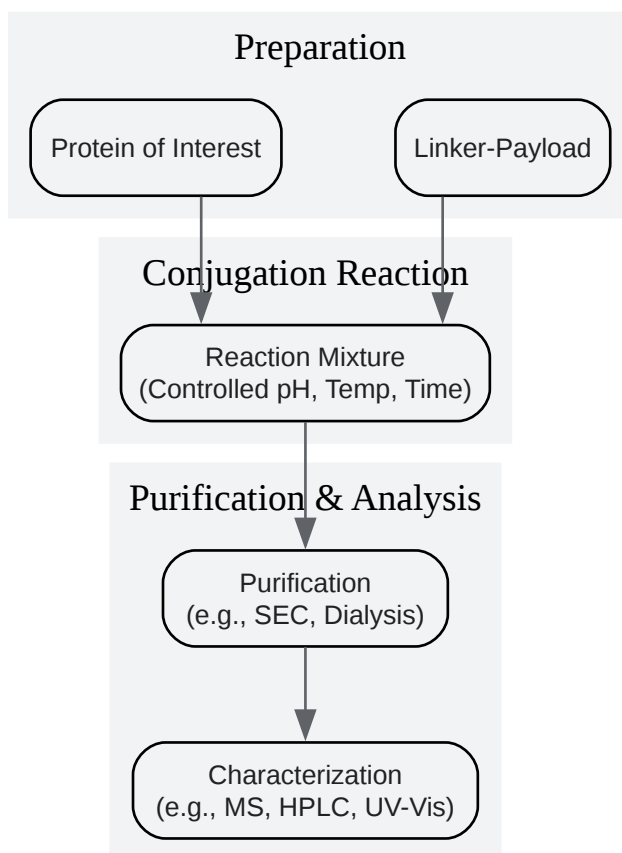 Preparation
Protein of Interest
Linker-Payload
Conjugation Reaction
Reaction Mixture
(Controlled pH, Temp, Time)
Purification & Analysis
Purification
(e.g., SEC, Dialysis)
Characterization
(e.g., MS, HPLC, UV-Vis)